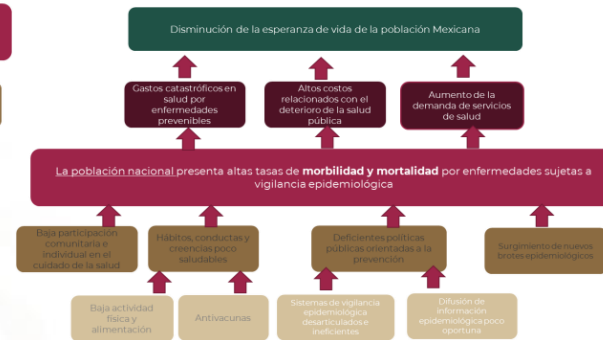 Disminución de la esperanza de vida de la población Mexicana
Gastos catastróficos en
salud por
enfermedades
prevenibles
Altos costos
relacionados con el
deterioro de la salud
pública
Aumento de la
demanda de servicios
de salud
La población nacional presenta altas tasas de morbilidad y mortalidad por enfermedades sujetas a
vigilancia epidemiológica
Baja participación
comunitaria e
individual en el
cuidado de la salud
Hábitos, conductas y
creencias poco
saludables
Deficientes políticas
públicas orientadas a la
prevención
Surgimiento de nuevos
brotes epidemiológicos
Baja actividad
física y
alimentación
Antivacunas
Sistemas de vigilancia
epidemiológica
desarticulados e
ineficientes
Difusión de
información
epidemiológica poco
oportuna